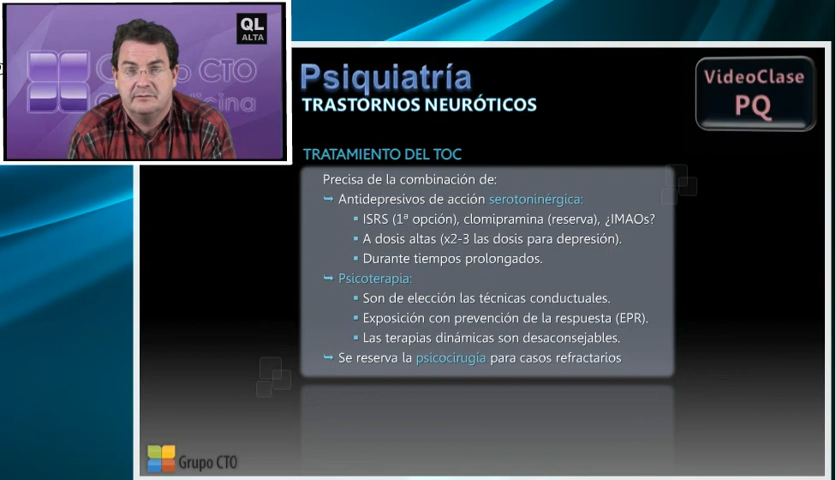 QL
ALTA
Grupo CTO
Medicina
Psiquiatría
TRASTORNOS NEURÓTICOS
VideoClase
PQ
TRATAMIENTO DEL TOC
Precisa de la combinación de:
Antidepresivos de acción serotoninérgica:
ISRS (1ª opción), clomipramina (reserva), ¿IMAOs?
A dosis altas (x2-3 las dosis para depresión).
Durante tiempos prolongados.
Psicoterapia:
Son de elección las técnicas conductuales.
Exposición con prevención de la respuesta (EPR).
Las terapias dinámicas son desaconsejables.
Se reserva la psicocirugía para casos refractarios
Grupo CTO